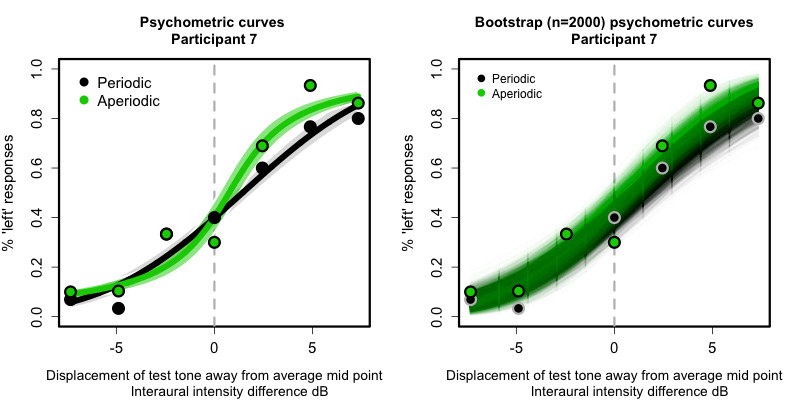 Psychometric curves
Participant 7
% 'left' responses
1.0
0.8
0.6
0.4
0.2
0.0
Periodic
Aperiodic
-5
0
5
Displacement of test tone away from average mid point
Interaural intensity difference dB
Bootstrap (n=2000) psychometric curves
Participant 7
% 'left' responses
1.0
0.8
0.6
0.4
0.2
0.0
Periodic
Aperiodic
-5
0
5
Displacement of test tone away from average mid point
Interaural intensity difference dB